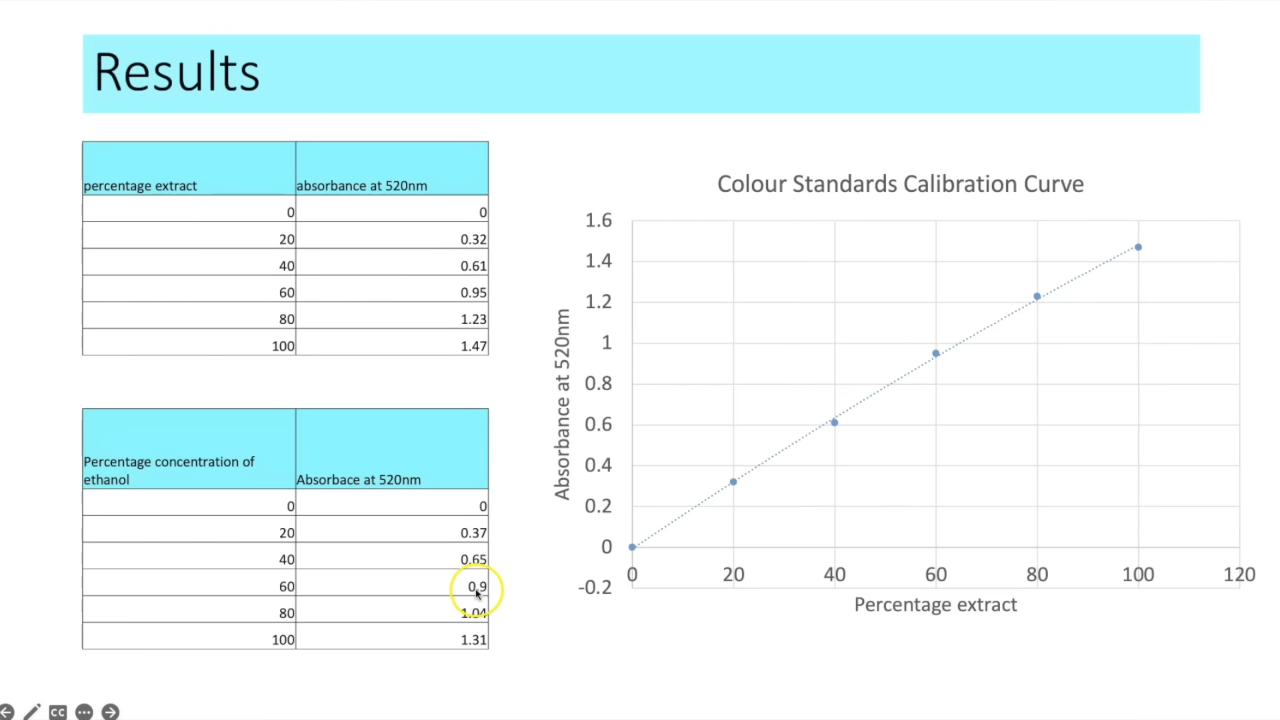 Results
percentage extract absorbance at 520nm
0 0
20 0.32
40 0.61
60 0.95
80 1.23
100 1.47
Percentage concentration of
ethanol Absorbace at 520nm
0 0
20 0.37
40 0.65
60 0.9
80 1.04
100 1.31
Colour Standards Calibration Curve
1.6
1.4
1.2
1
0.8
0.6
0.4
0.2
0
-0.2
Absorbance at 520nm
0 20 40 60 80 100 120
Percentage extract
CC